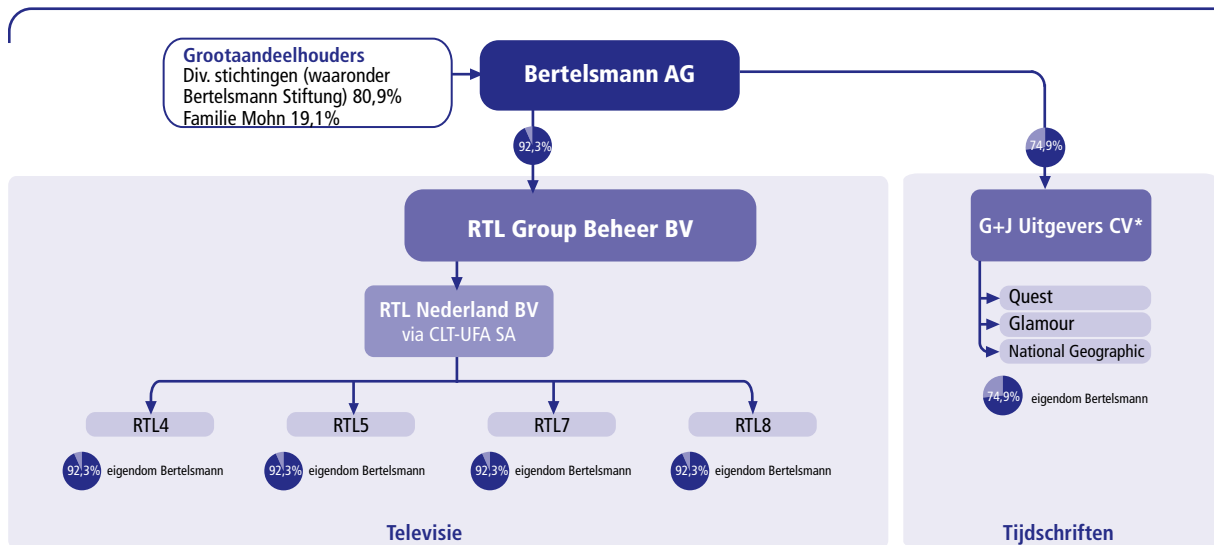 Grootaandeelhouders
Div. stichtingen (waaronder
Bertelsmann Stiftung) 80,9%
Familie Mohn 19,1%
Bertelsmann AG
92,3%
74,9%
RTL Group Beheer BV
RTL Nederland BV
via CLT-UFA SA
RTL4
RTL5
RTL7
RTL8
92,3% eigendom Bertelsmann
92,3% eigendom Bertelsmann
92,3% eigendom Bertelsmann
92,3% eigendom Bertelsmann
Televisie
G+J Uitgevers CV*
Quest
Glamour
National Geographic
74,9% eigendom Bertelsmann
Tijdschriften